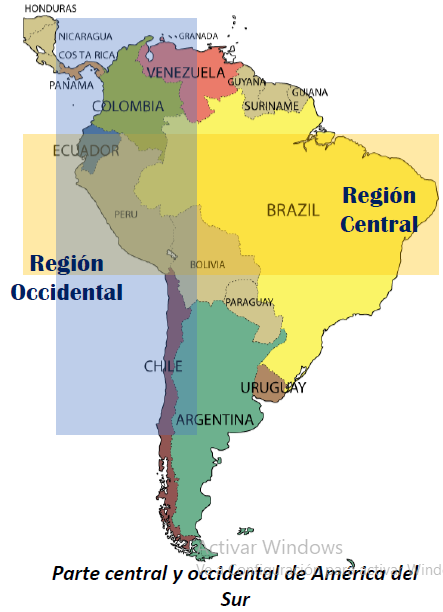 HONDURAS
NICARAGUA
GRANADA
COSTA RICA
PANAMA
VENEZUELA
GUYANA
GUIANA
COLOMBIA
SURINAME
ECUADOR
BRAZIL
Región
Central
PERU
Región
Occidental
BOLIVIA
PARAGUAY
CHILE
URUGUAY
ARGENTINA
Activar Windows
Ve a Configuración para activar Wind
Parte central y occidental de América del
Sur